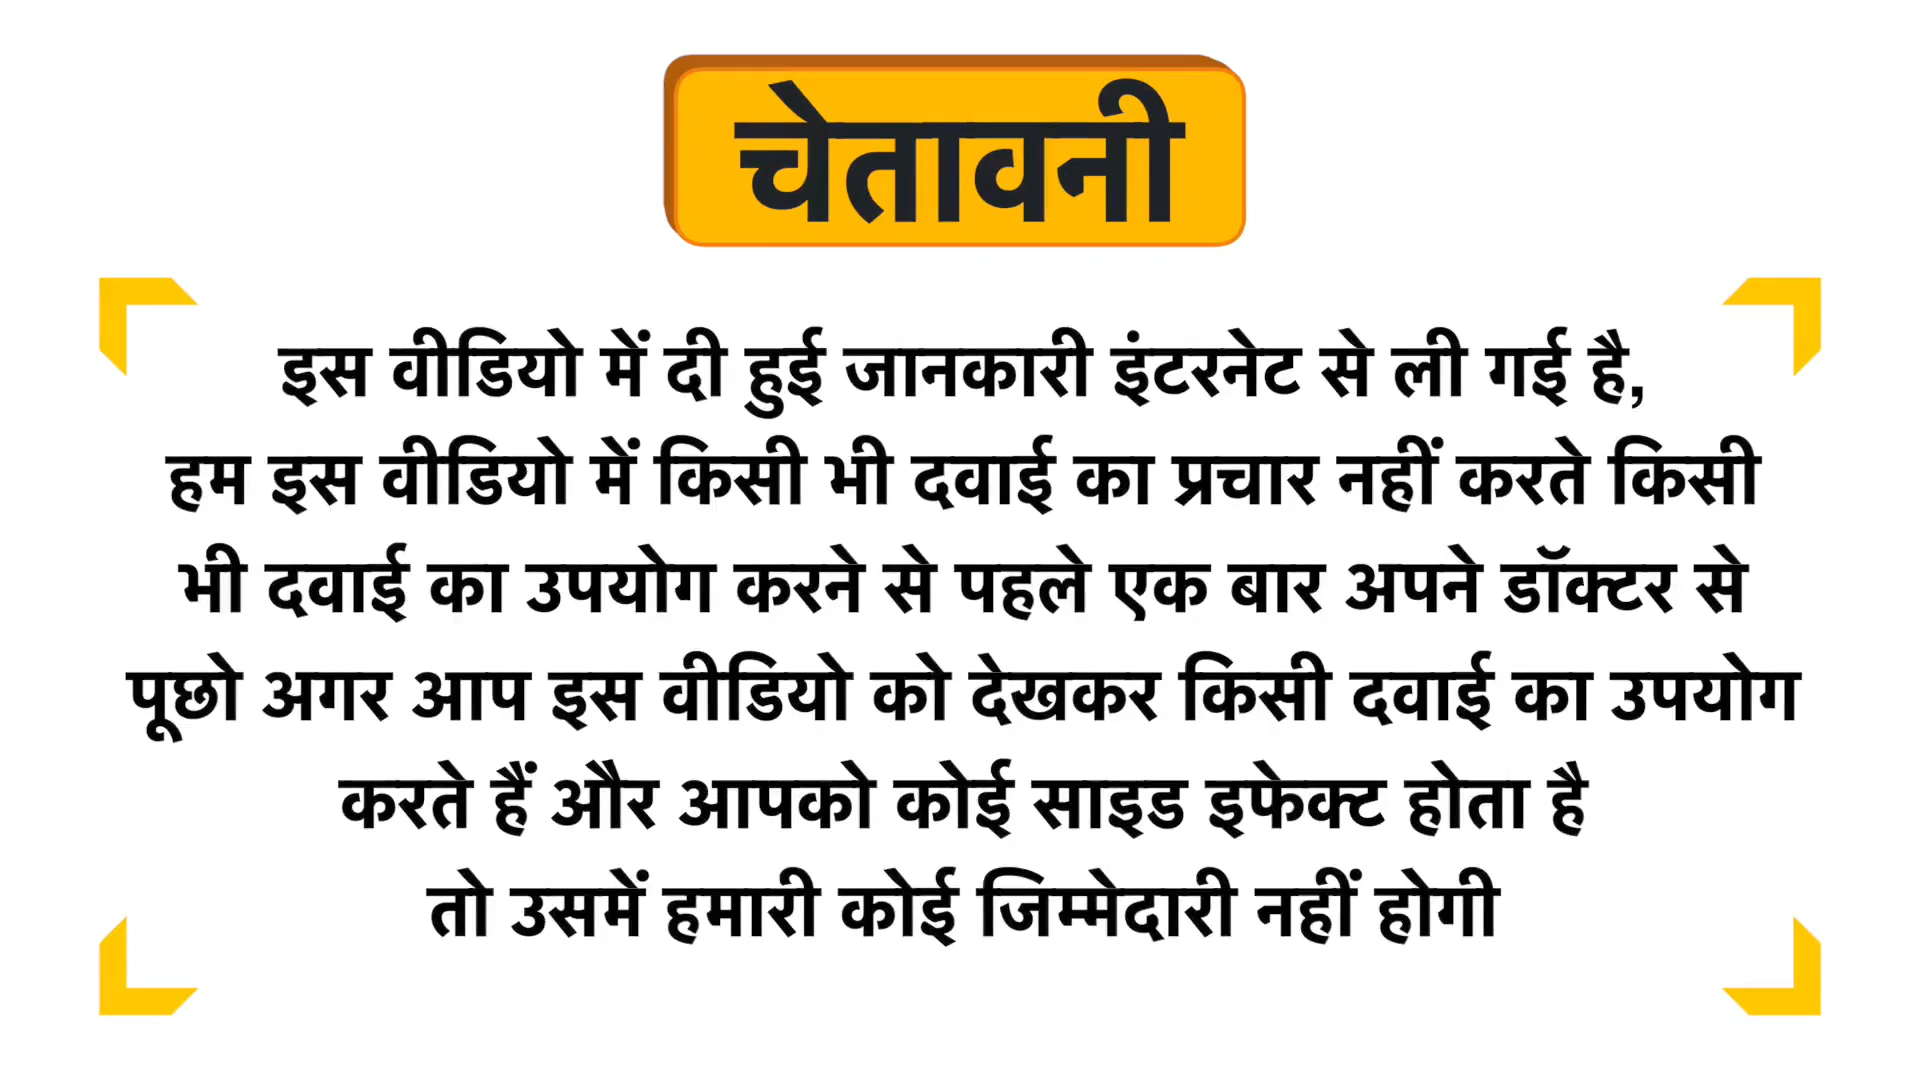 चेतावनी
इस वीडियो में दी हुई जानकारी इंटरनेट से ली गई है,
हम इस वीडियो में किसी भी दवाई का प्रचार नहीं करते किसी
भी दवाई का उपयोग करने से पहले एक बार अपने डॉक्टर से
पूछो अगर आप इस वीडियो को देखकर किसी दवाई का उपयोग
करते हैं और आपको कोई साइड इफेक्ट होता है
तो उसमें हमारी कोई जिम्मेदारी नहीं होगी